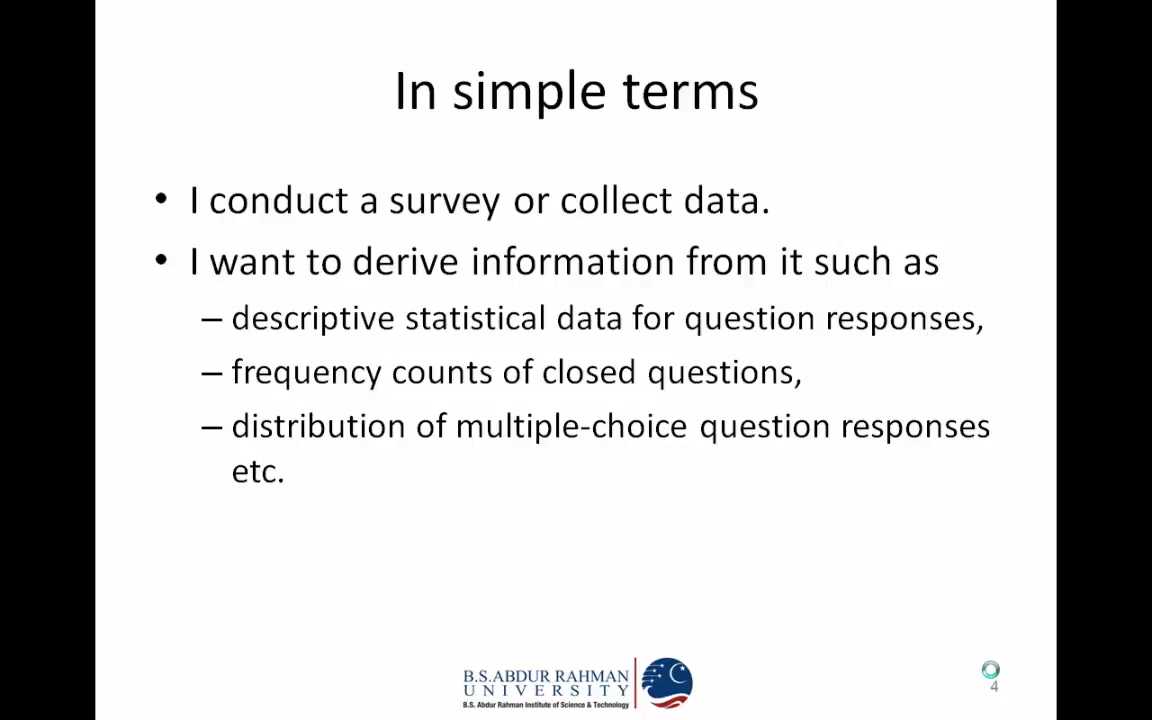 In simple terms
• I conduct a survey or collect data.
• I want to derive information from it such as
– descriptive statistical data for question responses,
– frequency counts of closed questions,
– distribution of multiple-choice question responses
etc.
B.S.ABDUR RAHMAN
UNIVERSITY
B.S. Abdur Rahman Institute of Science & Technology
4